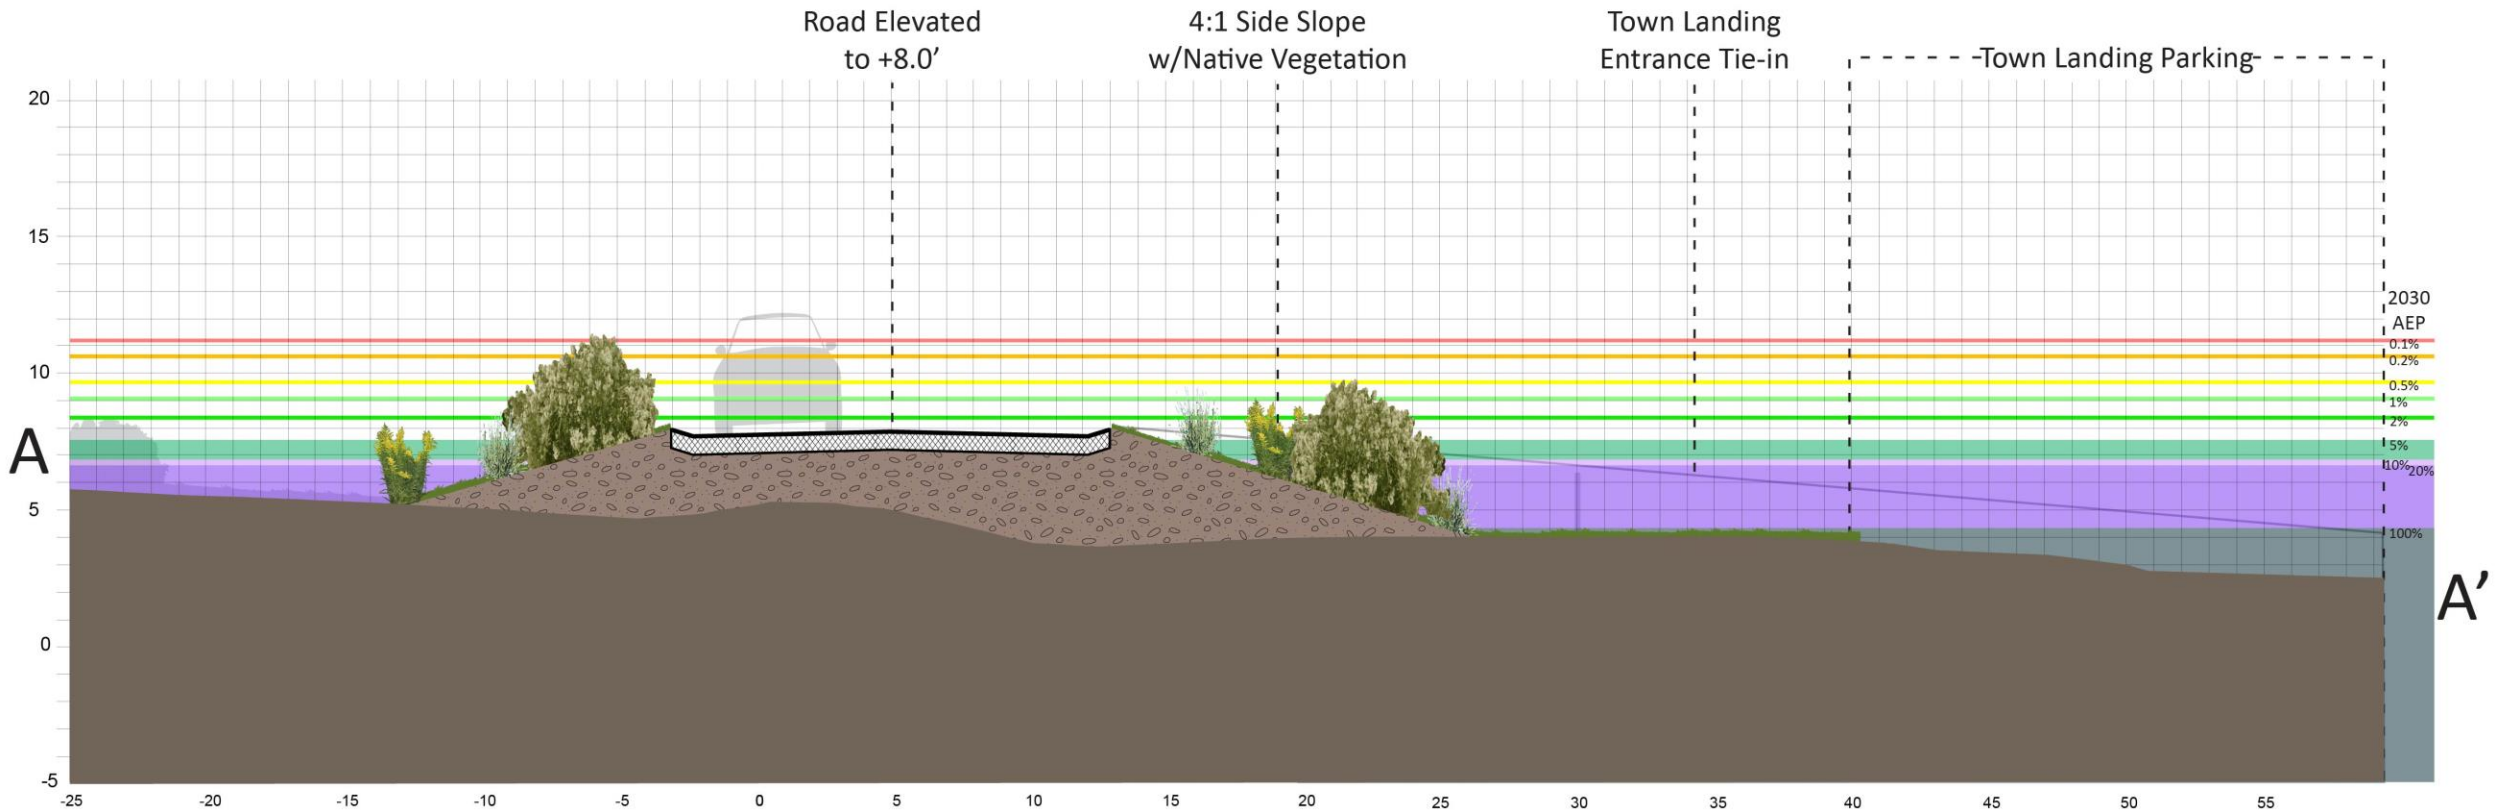 Road Elevated
to +8.0’
4:1 Side Slope
w/Native Vegetation
Town Landing
Entrance Tie-in
Town Landing Parking
20
15
10
5
0
-5
A
A’
2030
AEP
0.1%
0.2%
0.5%
1%
2%
5%
10%
20%
100%
-25 -20 -15 -10 -5 0 5 10 15 20 25 30 35 40 45 50 55